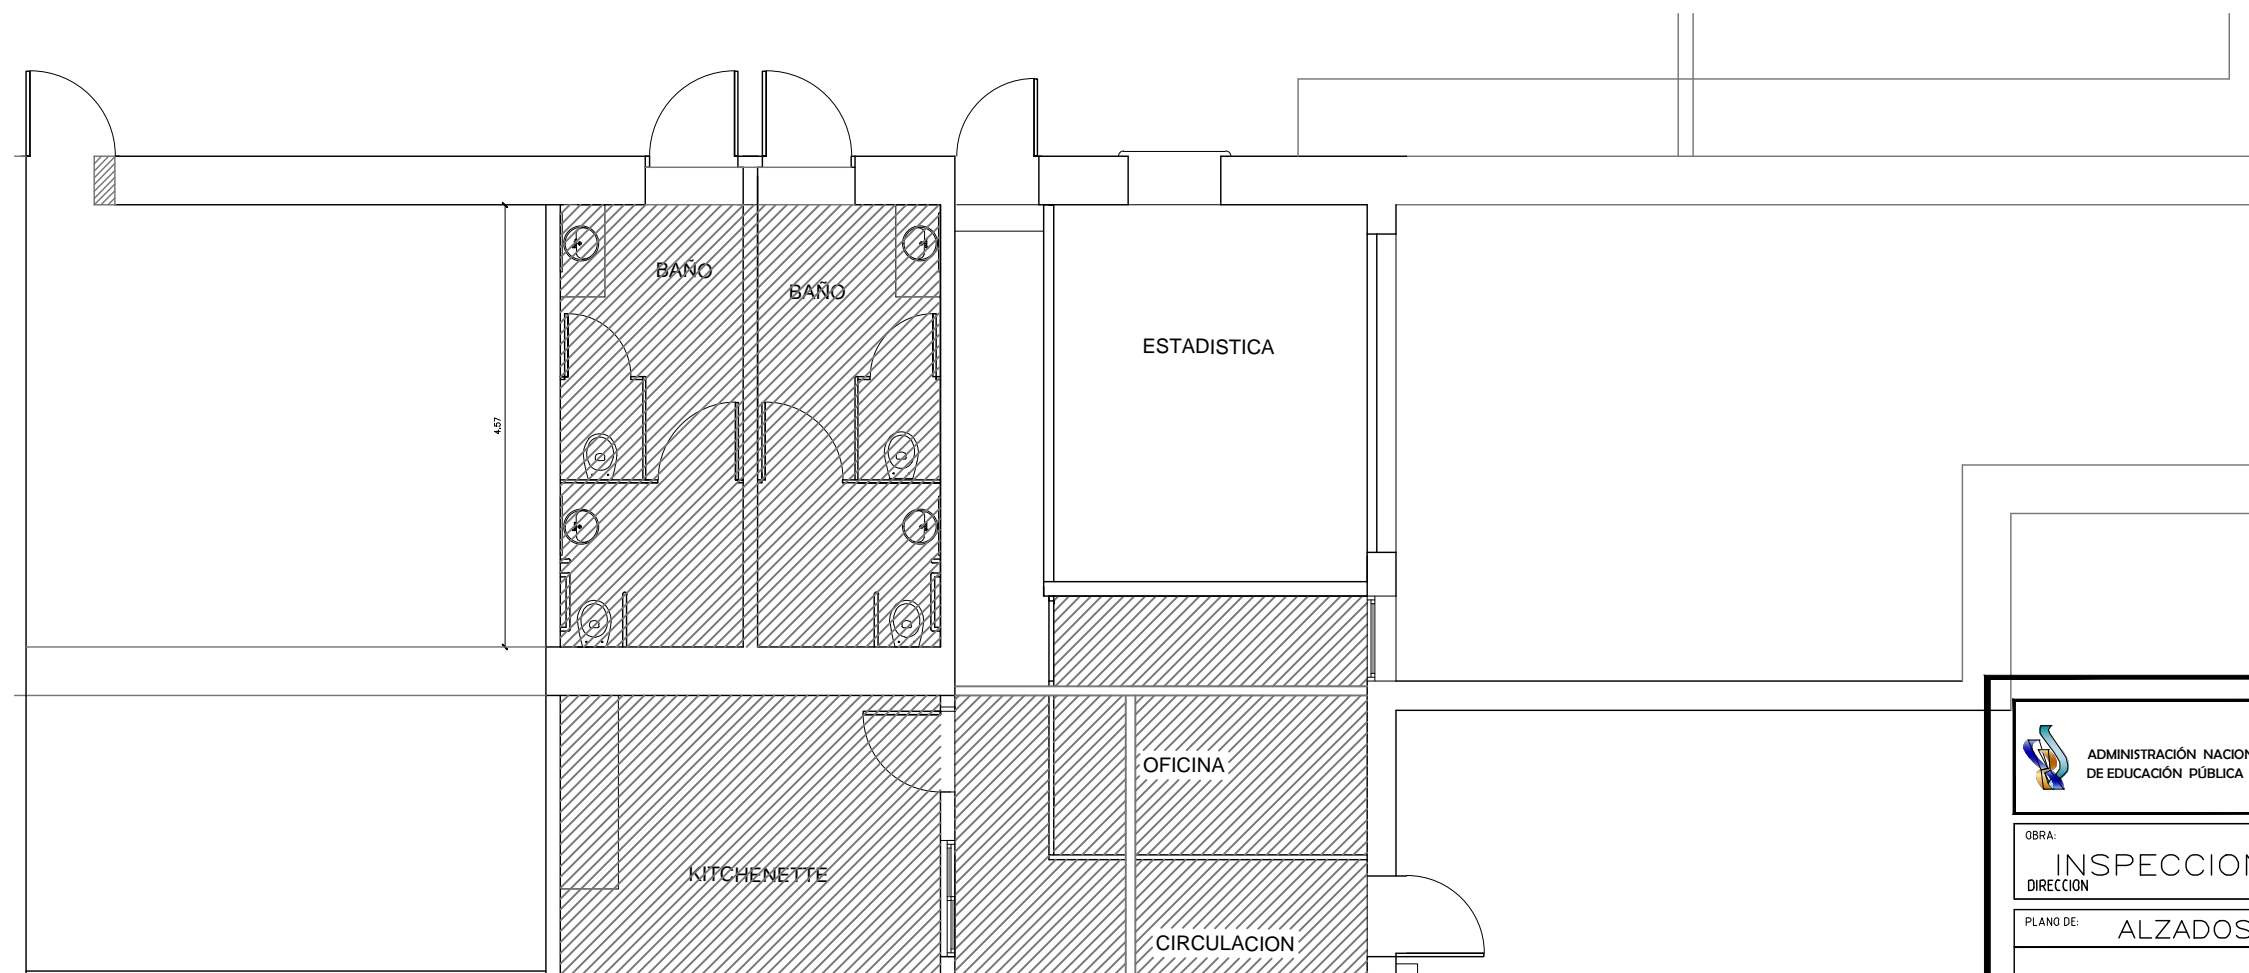 BAÑO
BAÑO
ESTADISTICA
4.57
OFICINA
KITCHENETTE
CIRCULACION
ADMINISTRACIÓN NACION
DE EDUCACIÓN PÚBLICA
OBRA:
INSPECCION
DIRECCION
PLANO DE:
ALZADOS